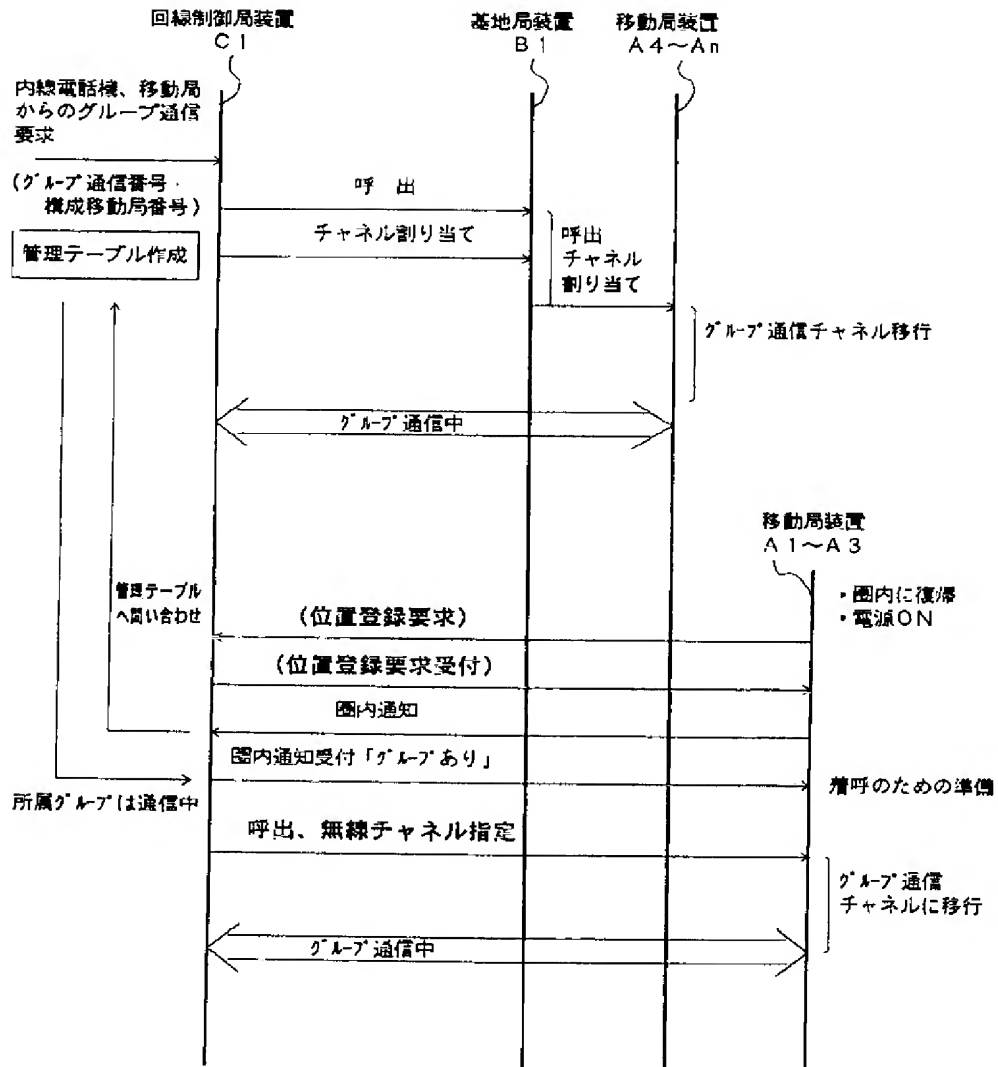 回線制御局装置
C1
基地局装置
B1
移動局装置
A4〜An
内線電話機、移動局
からのグループ通信
要求
(グループ通信番号・
構成移動局番号)
管理テーブル作成
呼 出
チャネル割り当て
呼出
チャネル
割り当て
グループ通信チャネル移行
グループ通信中
移動局装置
A1〜A3
・圏内に復帰
・電源ON
管理テーブル
へ問い合わせ
(位置登録要求)
(位置登録要求受付)
圏内通知
圏内通知受付「グループあり」
所属グループは通信中
着呼のための準備
呼出、無線チャネル指定
グループ通信
チャネルに移行
グループ通信中